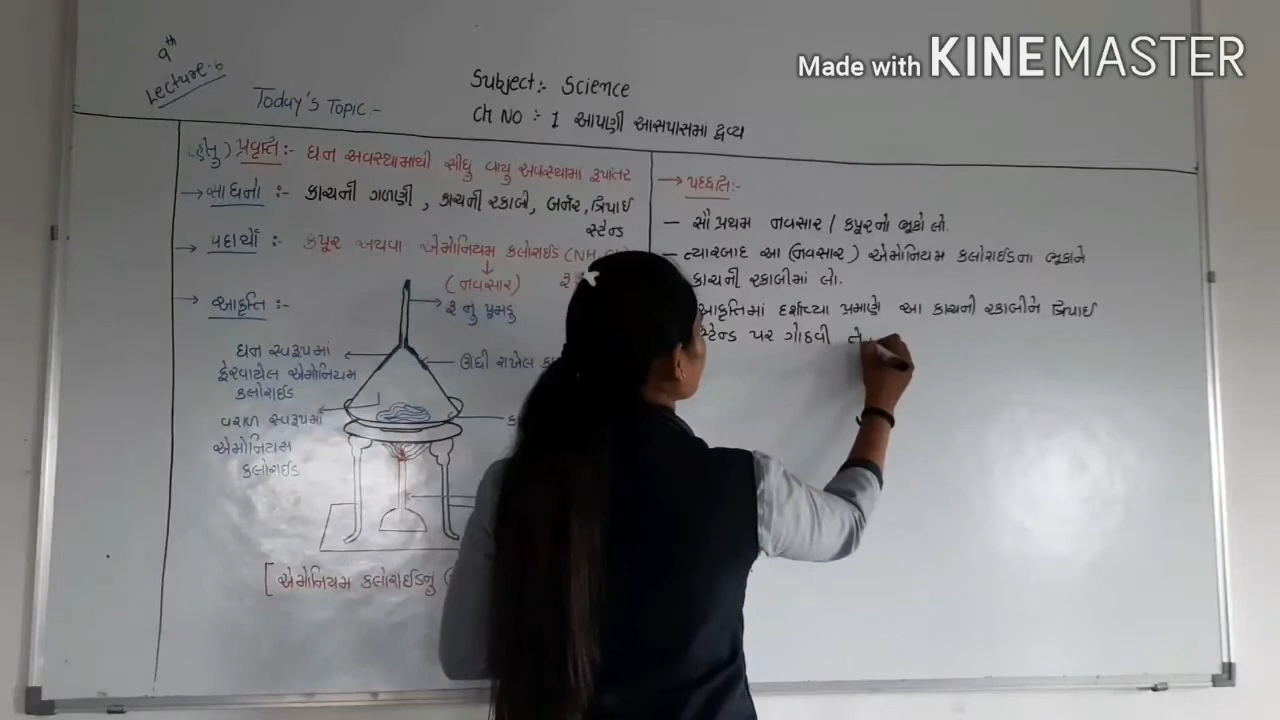 Made with KINEMASTER
9th
Lecture-6
Today's Topic:-
Subject:- Science
CH NO :- 1 આપણી આસપાસમાં દ્રવ્ય
(હેતુ) પ્રવૃત્તિ:- ઘન અવસ્થામાંથી સીધુ વાયુ અવસ્થામાં રૂપાંતર
→ સાધનો :- કાચની ગળણી, કાચની રકાબી, બર્નર, ત્રિપાઈ
સ્ટેન્ડ
→ પદાર્થો :- કપૂર અથવા એમોનિયમ કલોરાઈડ (NH
(નવસાર)
→ આકૃતિ :-
રૂ નુ પૂમડુ
ઘન સ્વરૂપમાં
ફેરવાયેલ એમોનિયમ
કલોરાઈડ
ઊંધી રાખેલ
વરાળ સ્વરૂપમાં
એમોનિયમ
કલોરાઈડ
[એમોનિયમ કલોરાઈડનુ
→ પદ્ધતિ:-
- સૌ પ્રથમ નવસાર / કપૂરનો ભૂકો લો.
- ત્યારબાદ આ (નવસાર) એમોનિયમ કલોરાઈડના ભૂકાને
કાચની રકાબીમાં લો.
આકૃતિમાં દર્શાવ્યા પ્રમાણે આ કાચની રકાબીને ત્રિપાઈ
સ્ટેન્ડ પર ગોઠવી તે